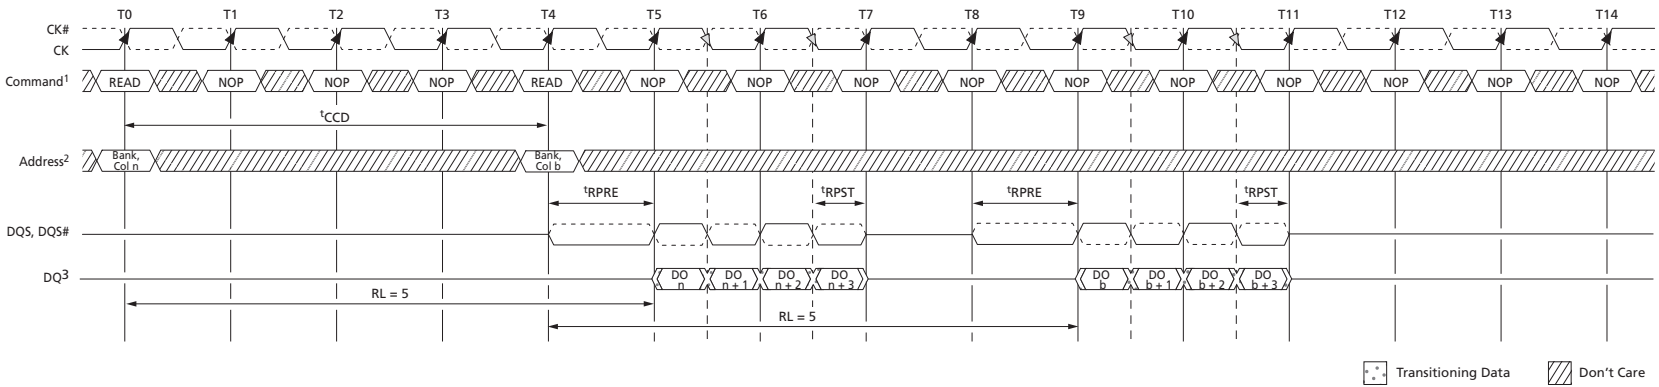 T0 T1 T2 T3 T4 T5 T6 T7 T8 T9 T10 T11 T12 T13 T14
CK#
CK
Command1 READ NOP NOP NOP READ NOP NOP NOP NOP NOP NOP NOP NOP NOP NOP
tCCD
Address2 Bank, Col n Bank, Col b
tRPRE tRPST tRPRE tRPST
DQS, DQS#
DQ3 DO n DO n + 1 DO n + 2 DO n + 3 DO b DO b + 1 DO b + 2 DO b + 3
RL = 5
RL = 5
Transitioning Data Don't Care